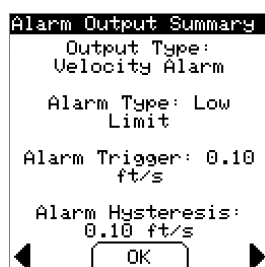 Alarm Output Summary
Output Type:
Velocity Alarm
Alarm Type: Low
Limit
Alarm Trigger: 0.10
ft/s
Alarm Hysteresis:
0.10 ft/s
OK